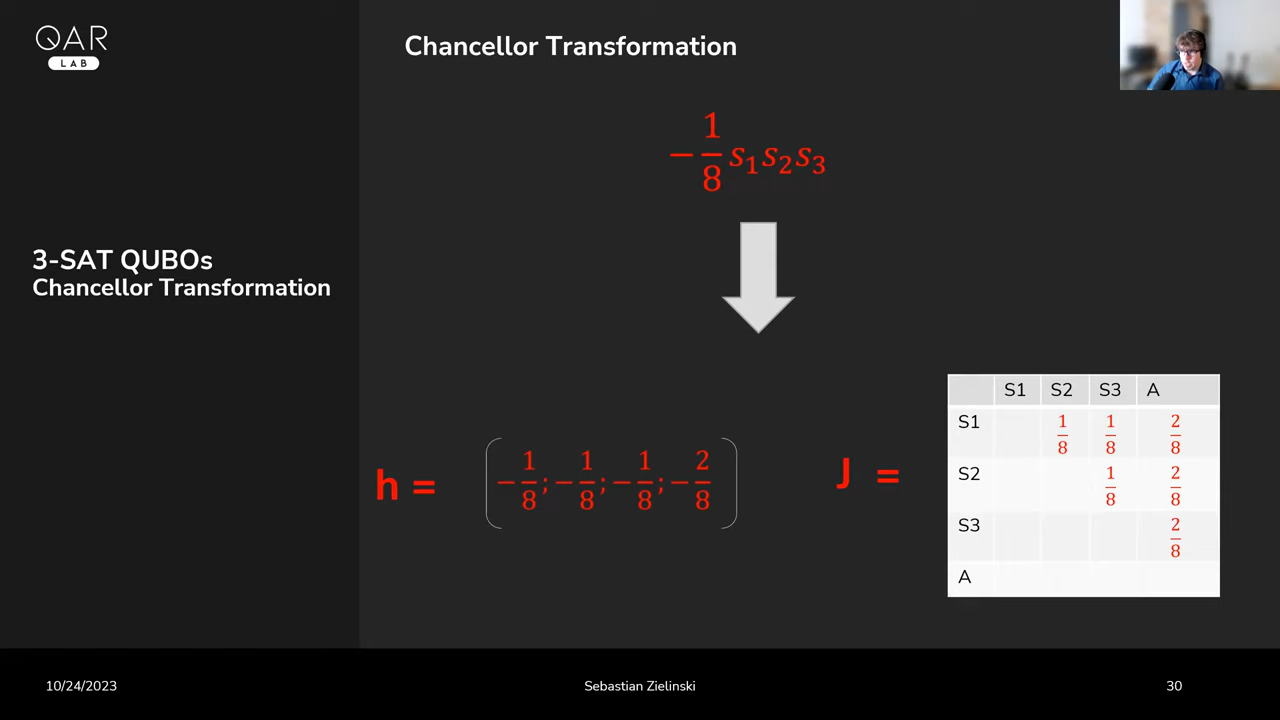 QAR
LAB
Chancellor Transformation
−1/8 s₁s₂s₃
3-SAT QUBOs
Chancellor Transformation
h = (−1/8; −1/8; −1/8; −2/8)
J =
S1 S2 S3 A
S1 1/8 1/8 2/8
S2 1/8 2/8
S3 2/8
A
10/24/2023
Sebastian Zielinski
30